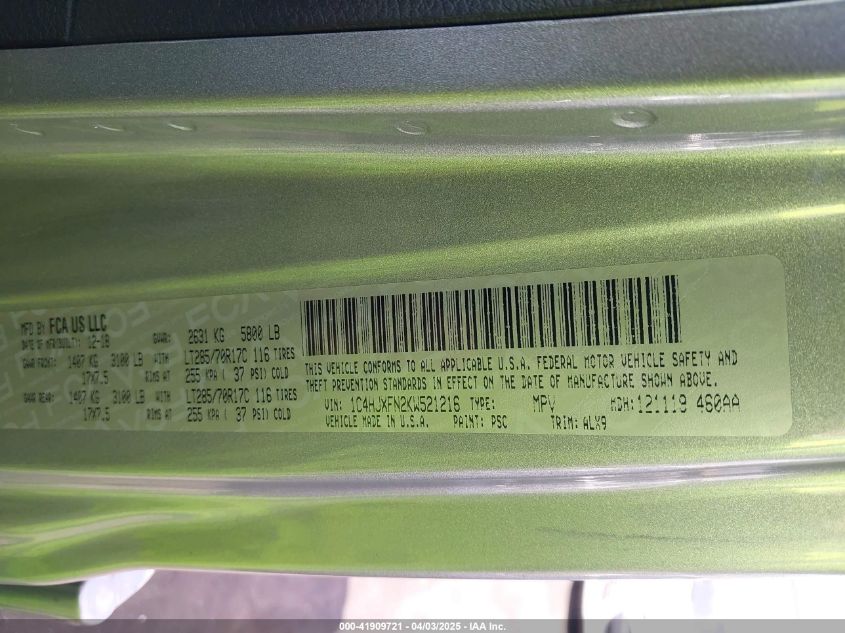 MFD BY FCA US LLC
DATE OF MFR(BUILT): 12-18 GVWR: 2631 KG 5800 LB
GAWR FRONT: 1407 KG 3100 LB WITH LT285/70R17C 116 TIRES
17X7.5 RIMS AT 255 KPA ( 37 PSI) COLD
GAWR REAR: 1407 KG 3100 LB WITH LT285/70R17C 116 TIRES
17X7.5 RIMS AT 255 KPA ( 37 PSI) COLD
THIS VEHICLE CONFORMS TO ALL APPLICABLE U.S.A. FEDERAL MOTOR VEHICLE SAFETY AND
THEFT PREVENTION STANDARDS IN EFFECT ON THE DATE OF MANUFACTURE SHOWN ABOVE.
VIN: 1C4HJXFN2KW521216 TYPE: MPV MDH: 121119 460AA
VEHICLE MADE IN U.S.A. PAINT: PSC TRIM: ALX9
000-41909721 - 04/03/2025 - IAA Inc.